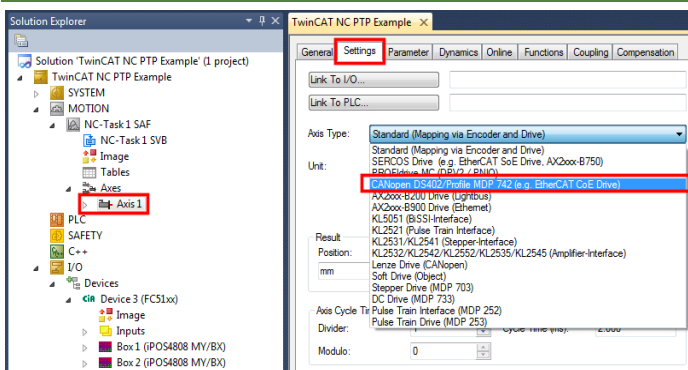 Solution Explorer
Solution 'TwinCAT NC PTP Example' (1 project)
TwinCAT NC PTP Example
SYSTEM
MOTION
NC-Task 1 SAF
NC-Task 1 SVB
Image
Tables
Axes
Axis 1
PLC
SAFETY
C++
I/O
Devices
CiA Device 3 (FC51xx)
Image
Inputs
Box 1 (iPOS4808 MY/BX)
Box 2 (iPOS4808 MY/BX)
TwinCAT NC PTP Example
General Settings Parameter Dynamics Online Functions Coupling Compensation
Link To I/O...
Link To PLC...
Axis Type: Standard (Mapping via Encoder and Drive)
Standard (Mapping via Encoder and Drive)
SERCOS Drive (e.g. EtherCAT SoE Drive, AX2xxx-B750)
PROFIdrive MC (DPV2 / PNIO)
Unit: CANopen DS402/Profile MDP 742 (e.g. EtherCAT CoE Drive)
AX2xxx-B200 Drive (Lightbus)
AX2xxx-B900 Drive (Ethernet)
KL5051 (BiSSI-Interface)
KL2521 (Pulse Train Interface)
Result KL2531/KL2541 (Stepper-Interface)
Position: KL2532/KL2542/KL2552/KL2535/KL2545 (Amplifier-Interface)
Lenze Drive (CANopen)
mm Soft Drive (Object)
Stepper Drive (MDP 703)
DC Drive (MDP 733)
Axis Cycle Pulse Train Interface (MDP 252)
Pulse Train Drive (MDP 253)
Divider: Cycle Time (ms): 2.000
Modulo: 0